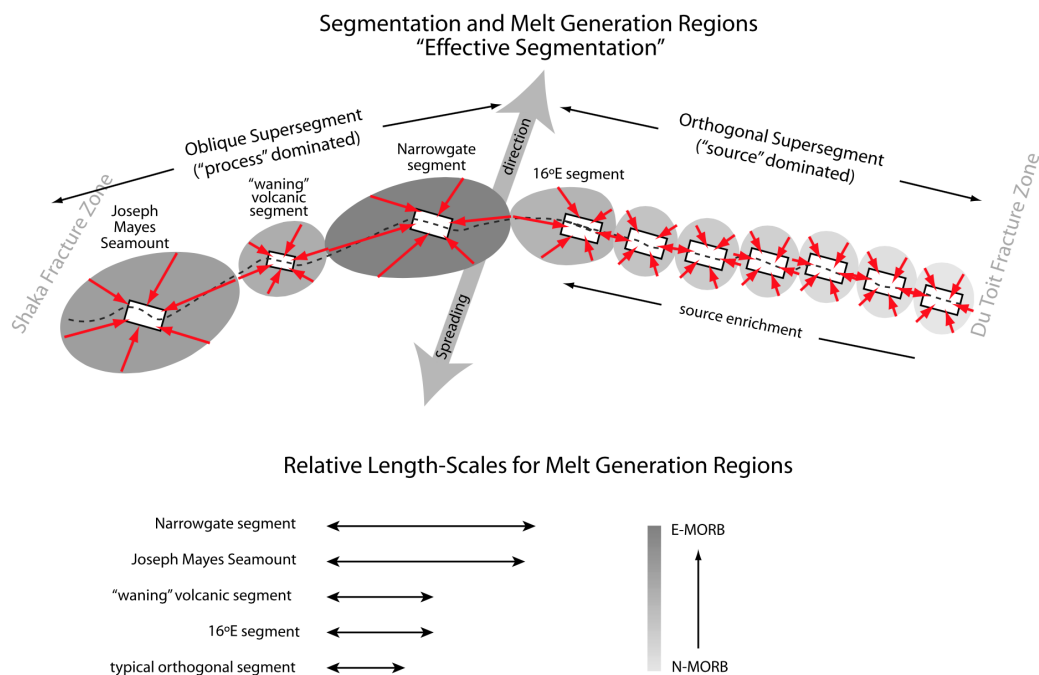 Segmentation and Melt Generation Regions
“Effective Segmentation”
Oblique Supersegment
(“process” dominated)
Orthogonal Supersegment
(“source” dominated)
Shaka Fracture Zone
Joseph
Mayes
Seamount
“waning”
volcanic
segment
Narrowgate
segment
direction
Spreading
16ºE segment
source enrichment
Du Toit Fracture Zone
Relative Length-Scales for Melt Generation Regions
Narrowgate segment
Joseph Mayes Seamount
“waning” volcanic segment
16ºE segment
typical orthogonal segment
E-MORB
N-MORB